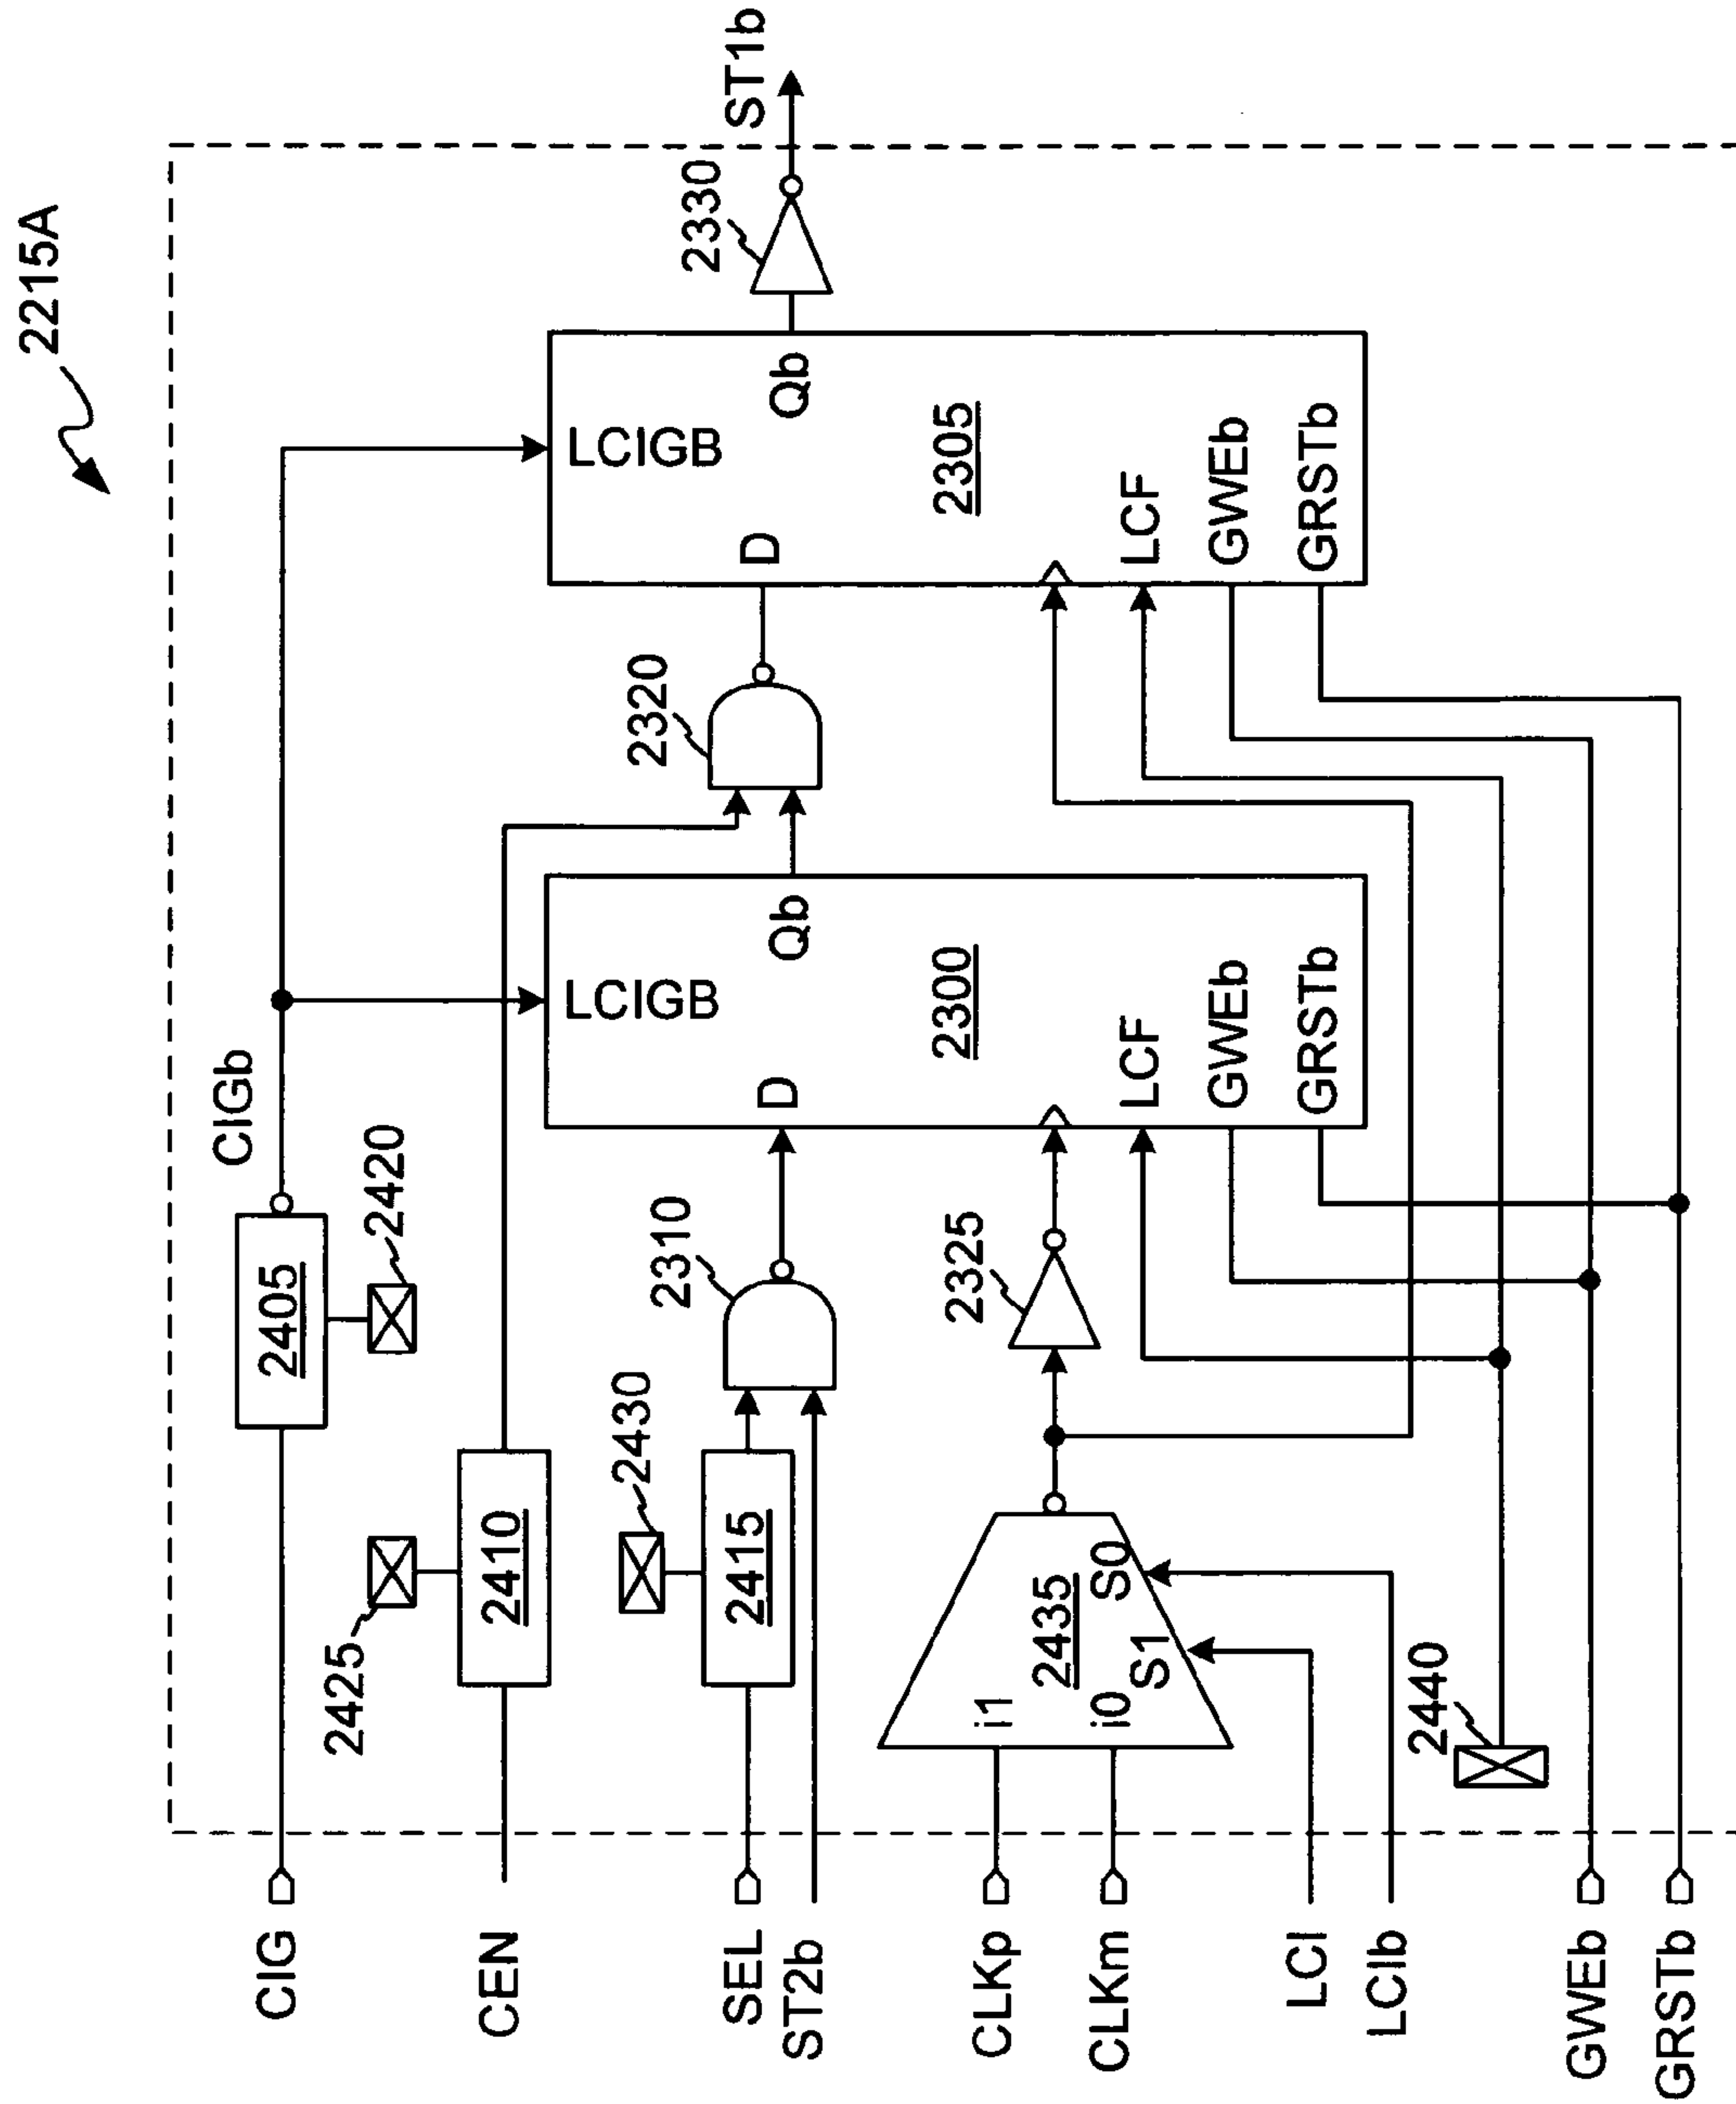 2215A
CIG
2405
2420
CIGb
CEN
2425
2410
SEL
2430
2415
ST2b
2310
CLKp
CLKm
i1
i0
2435
S1
S0
LCI
LCIb
2325
2440
GWEb
GRSTb
LCIGB
D
Qb
2300
LCF
GWEb
GRSTb
2320
LCIGB
D
Qb
2305
LCF
GWEb
GRSTb
2330
ST1b